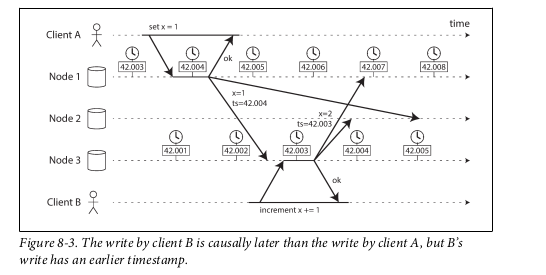 set x = 1
time
Client A
42.003
42.004
ok
42.005
42.006
42.007
42.008
Node 1
x=1
ts=42.004
x=2
ts=42.003
Node 2
42.001
42.002
42.003
42.004
42.005
Node 3
ok
Client B
increment x += 1
Figure 8-3. The write by client B is causally later than the write by client A, but B’s
write has an earlier timestamp.